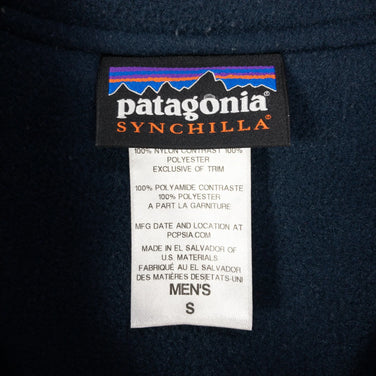 patagonia®
SYNCHILLA®
100% NYLON CONTRAST 100%
POLYESTER
EXCLUSIVE OF TRIM
100% POLYAMIDE CONTRASTE
100% POLYESTER
A PART LA GARNITURE
MFG DATE AND LOCATION AT
PCPSIA.COM
MADE IN EL SALVADOR OF
U.S. MATERIALS
FABRIQUÉ AU EL SALVADOR
DES MATIÈRES DESIETATS-UNI
MEN'S
S